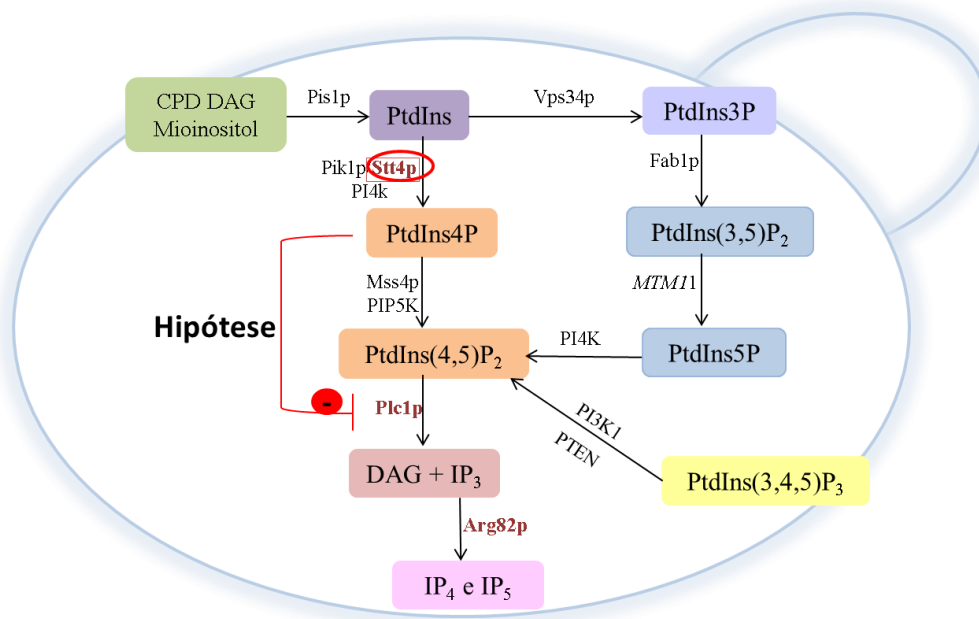 CPD DAG
Mioinositol
Pis1p
PtdIns
Vps34p
PtdIns3P
Pik1p Stt4p
PI4k
Fab1p
PtdIns4P
PtdIns(3,5)P₂
Mss4p
PIP5K
MTM11
Hipótese
PtdIns(4,5)P₂
PI4K
PtdIns5P
-
Plc1p
PI3K1
PTEN
DAG + IP₃
PtdIns(3,4,5)P₃
Arg82p
IP₄ e IP₅